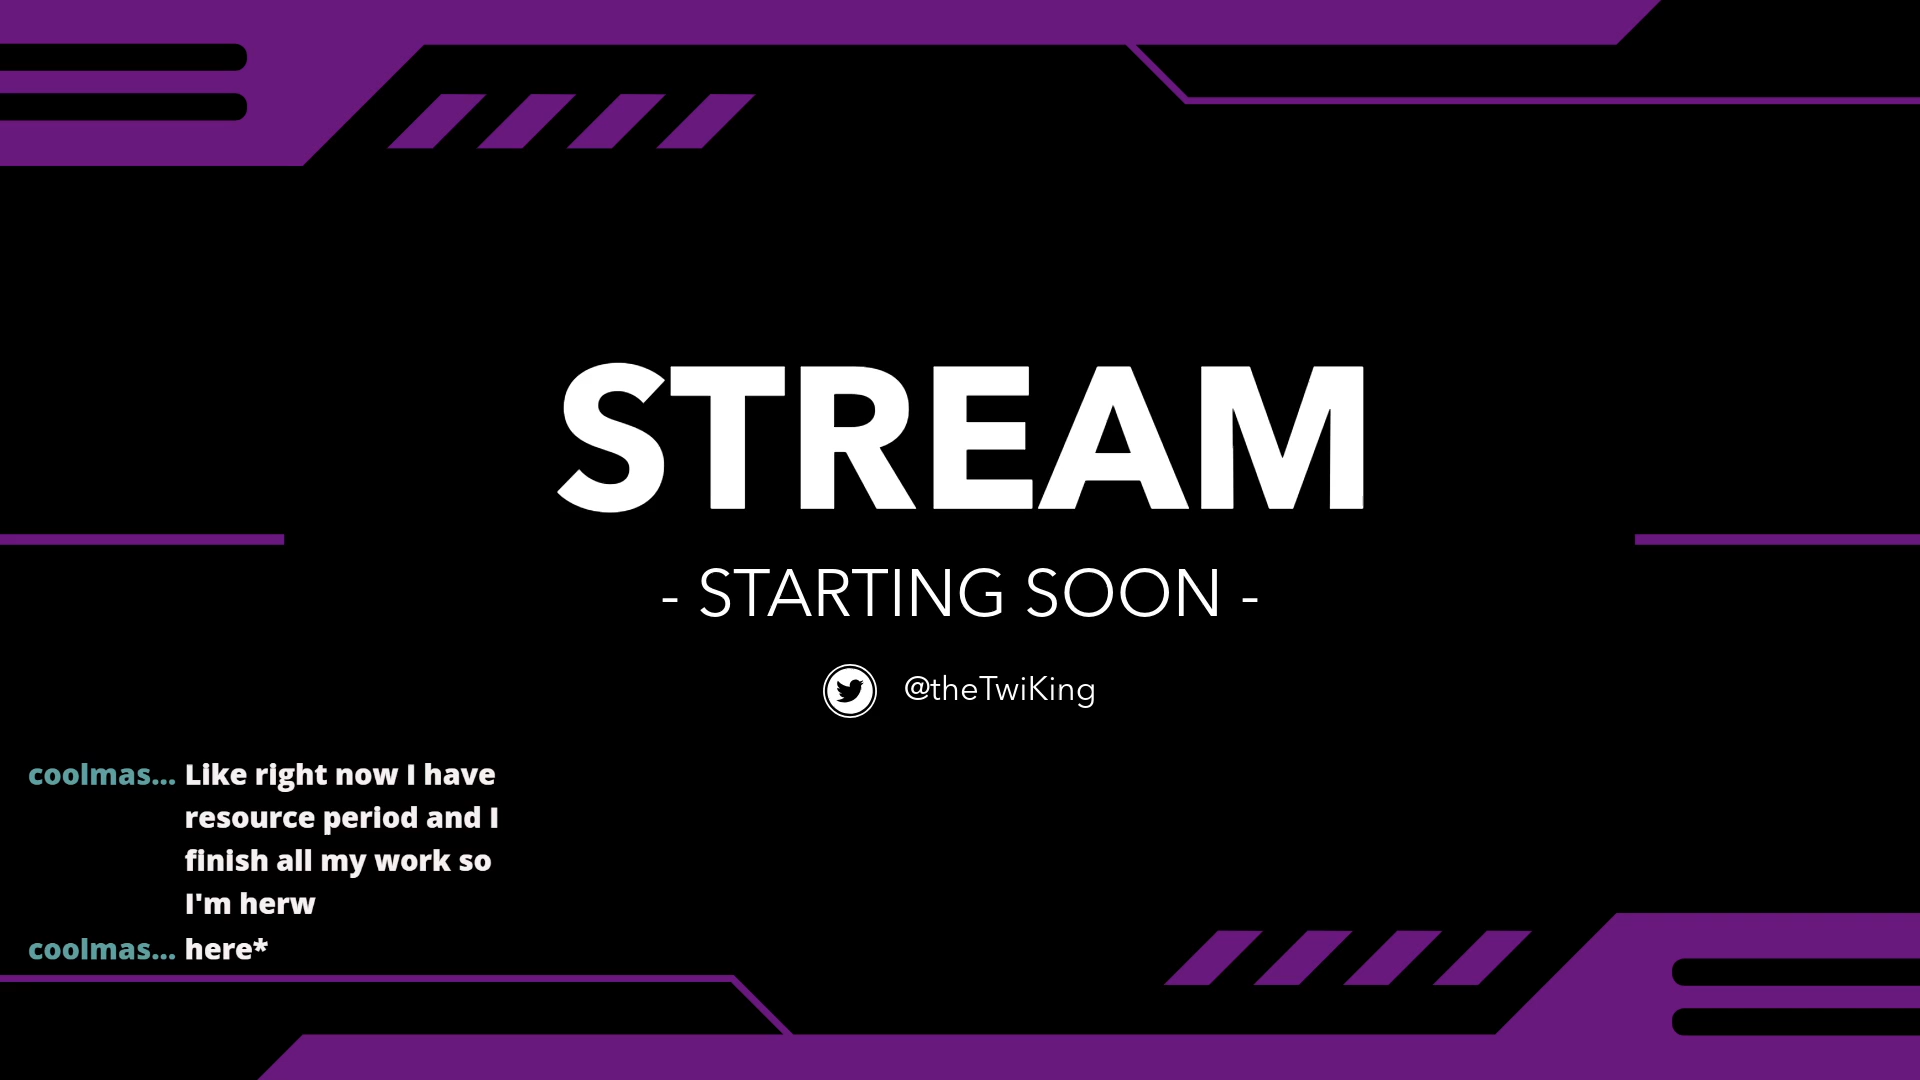 STREAM
- STARTING SOON -
@theTwiKing
coolmas... Like right now I have
resource period and I
finish all my work so
I'm herw
coolmas... here*